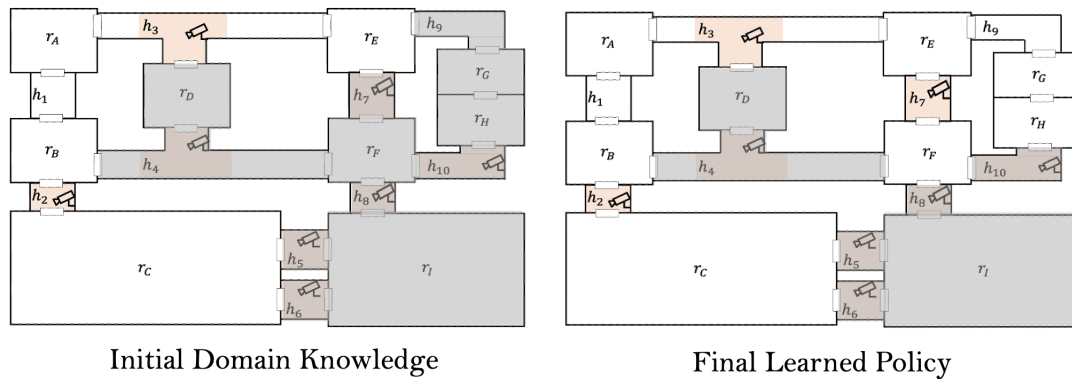 r_A
h_3
r_E
h_9
r_G
h_1
r_D
h_7
r_H
r_B
r_F
h_4
h_10
h_2
h_8
r_C
h_5
r_I
h_6
Initial Domain Knowledge
r_A
h_3
r_E
h_9
r_G
h_1
r_D
h_7
r_H
r_B
r_F
h_4
h_10
h_2
h_8
r_C
h_5
r_I
h_6
Final Learned Policy